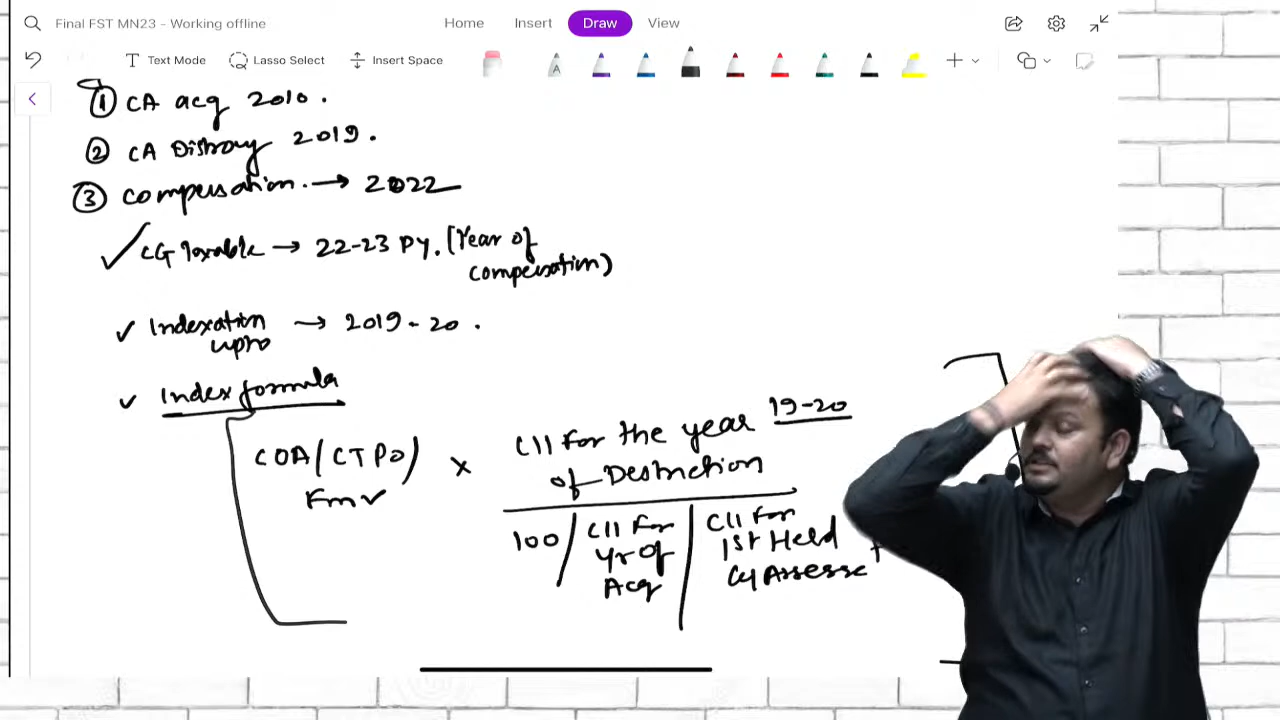 Final FST MN23 - Working offline
Home Insert Draw View
Text Mode Lasso Select Insert Space
① CA acq 2010.
② CA Distroy 2019.
③ Compensation. → 2022
✓ CG Taxable → 22-23 PY. (Year of
compensation)
✓ Indexation → 2019-20.
upto
✓ Index formula
COA/CTPO/ × CII For the year 19-20
FMV of Destruction
100 / CII For | CII For
Yr of 1st Held
Acq by Assesse